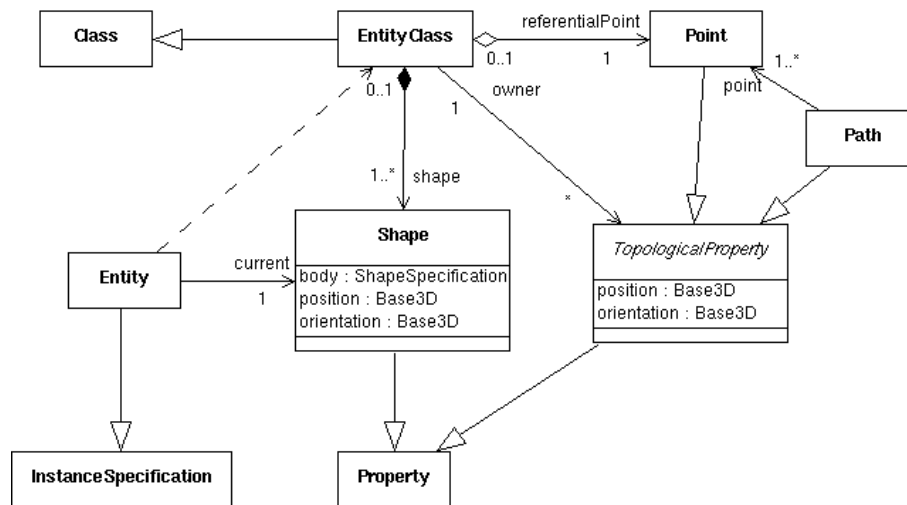 Class
EntityClass
referentialPoint
Point
0..1
1
1..*
0..1
owner
1
point
Path
1..*
shape
*
Shape
TopologicalProperty
Entity
current
1
body : ShapeSpecification
position : Base3D
orientation : Base3D
position : Base3D
orientation : Base3D
InstanceSpecification
Property